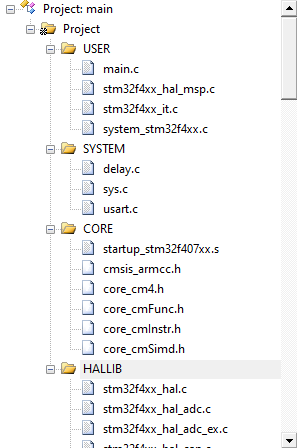 Project: main
Project
USER
main.c
stm32f4xx_hal_msp.c
stm32f4xx_it.c
system_stm32f4xx.c
SYSTEM
delay.c
sys.c
usart.c
CORE
startup_stm32f407xx.s
cmsis_armcc.h
core_cm4.h
core_cmFunc.h
core_cmInstr.h
core_cmSimd.h
HALLIB
stm32f4xx_hal.c
stm32f4xx_hal_adc.c
stm32f4xx_hal_adc_ex.c
stm32f4xx_hal_can.c